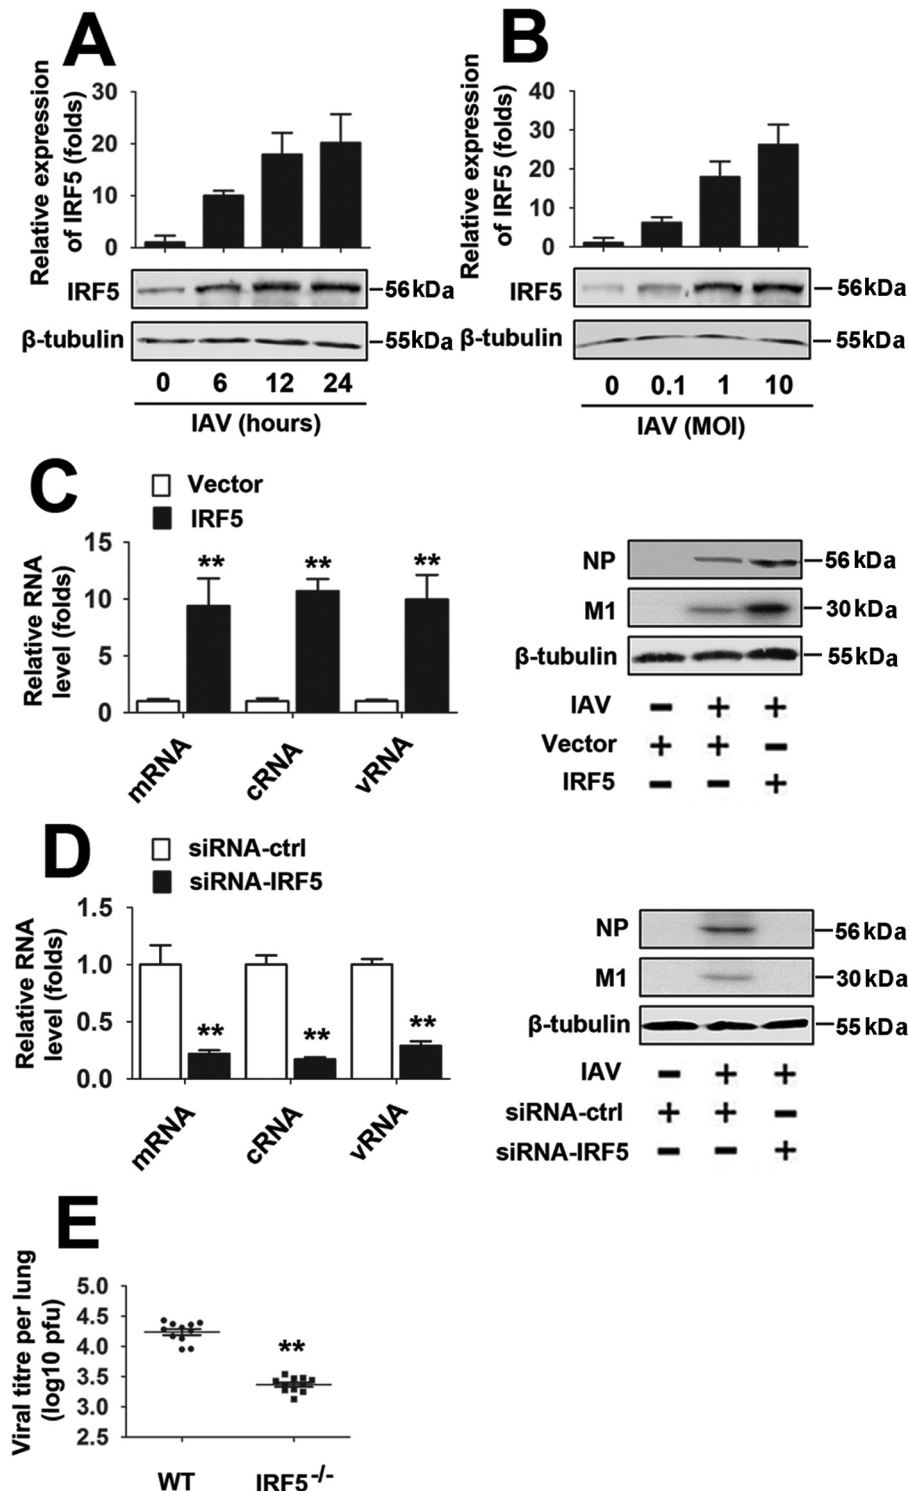 A
Relative expression
of IRF5 (folds)
30
20
10
0
IRF5
56kDa
β-tubulin
55kDa
0 6 12 24
IAV (hours)
B
Relative expression
of IRF5 (folds)
40
30
20
10
0
IRF5
56kDa
β-tubulin
55kDa
0 0.1 1 10
IAV (MOI)
C
Vector
IRF5
Relative RNA
level (folds)
15
10
5
0
** ** **
mRNA cRNA vRNA
NP
56kDa
M1
30kDa
β-tubulin
55kDa
IAV - + +
Vector + + -
IRF5 - - +
D
siRNA-ctrl
siRNA-IRF5
Relative RNA
level (folds)
1.5
1.0
0.5
0.0
** ** **
mRNA cRNA vRNA
NP
56kDa
M1
30kDa
β-tubulin
55kDa
IAV - + +
siRNA-ctrl + + -
siRNA-IRF5 - - +
E
Viral titre per lung
(log10 pfu)
5.0
4.5
4.0
3.5
3.0
2.5
**
WT IRF5-/-